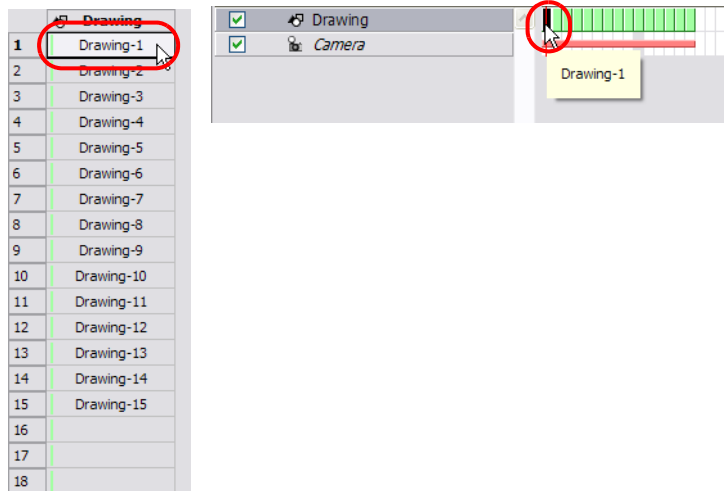 Drawing
1 Drawing-1
2 Drawing-2
3 Drawing-3
4 Drawing-4
5 Drawing-5
6 Drawing-6
7 Drawing-7
8 Drawing-8
9 Drawing-9
10 Drawing-10
11 Drawing-11
12 Drawing-12
13 Drawing-13
14 Drawing-14
15 Drawing-15
16
17
18
Drawing
Camera
Drawing-1